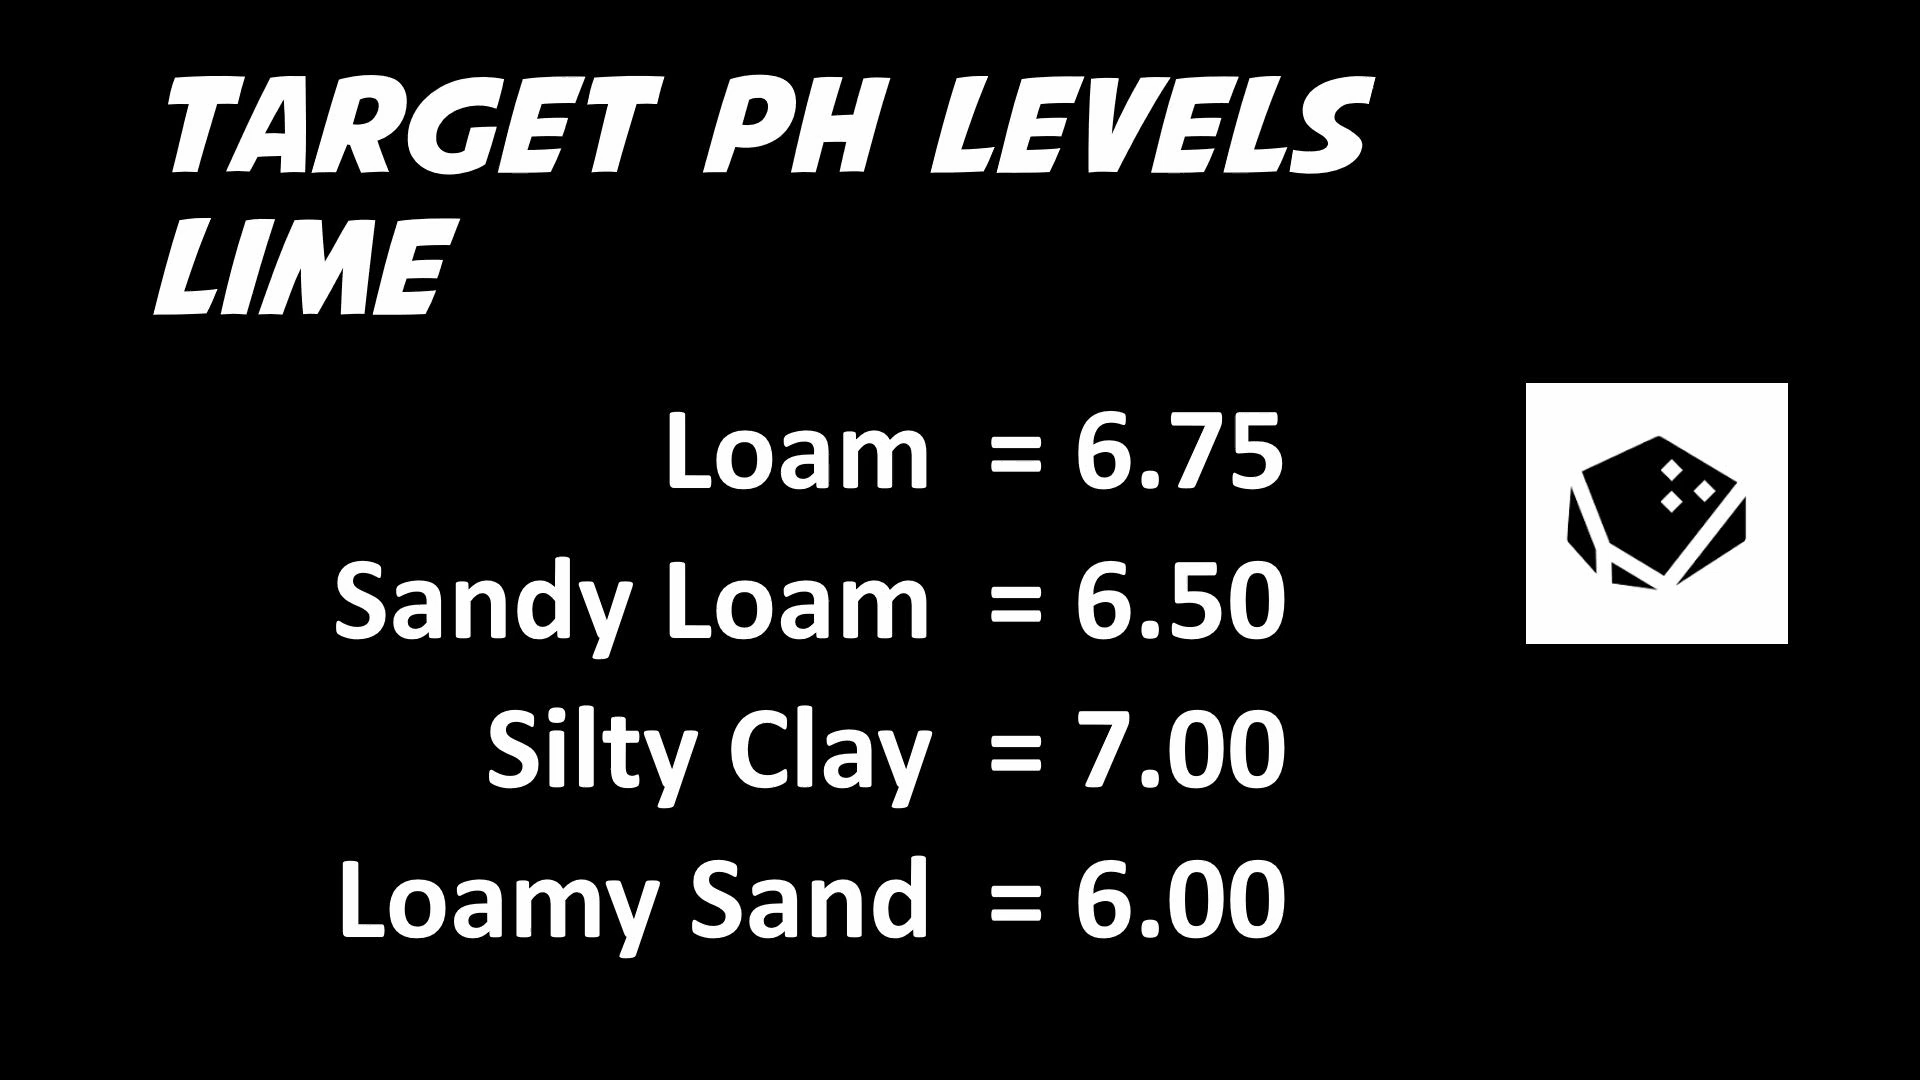 TARGET PH LEVELS
LIME
Loam = 6.75
Sandy Loam = 6.50
Silty Clay = 7.00
Loamy Sand = 6.00